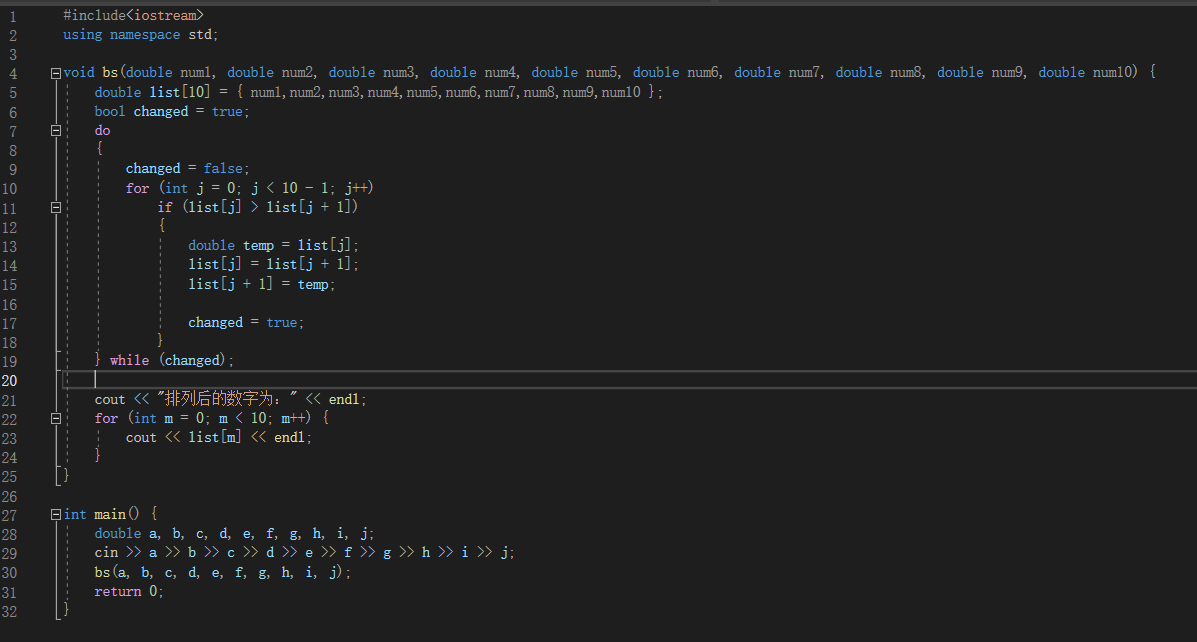 1 #include<iostream>
2 using namespace std;
3
4 void bs(double num1, double num2, double num3, double num4, double num5, double num6, double num7, double num8, double num9, double num10) {
5 double list[10] = { num1,num2,num3,num4,num5,num6,num7,num8,num9,num10 };
6 bool changed = true;
7 do
8 {
9 changed = false;
10 for (int j = 0; j < 10 - 1; j++)
11 if (list[j] > list[j + 1])
12 {
13 double temp = list[j];
14 list[j] = list[j + 1];
15 list[j + 1] = temp;
16
17 changed = true;
18 }
19 } while (changed);
20
21 cout << "排列后的数字为：" << endl;
22 for (int m = 0; m < 10; m++) {
23 cout << list[m] << endl;
24 }
25 }
26
27 int main() {
28 double a, b, c, d, e, f, g, h, i, j;
29 cin >> a >> b >> c >> d >> e >> f >> g >> h >> i >> j;
30 bs(a, b, c, d, e, f, g, h, i, j);
31 return 0;
32 }